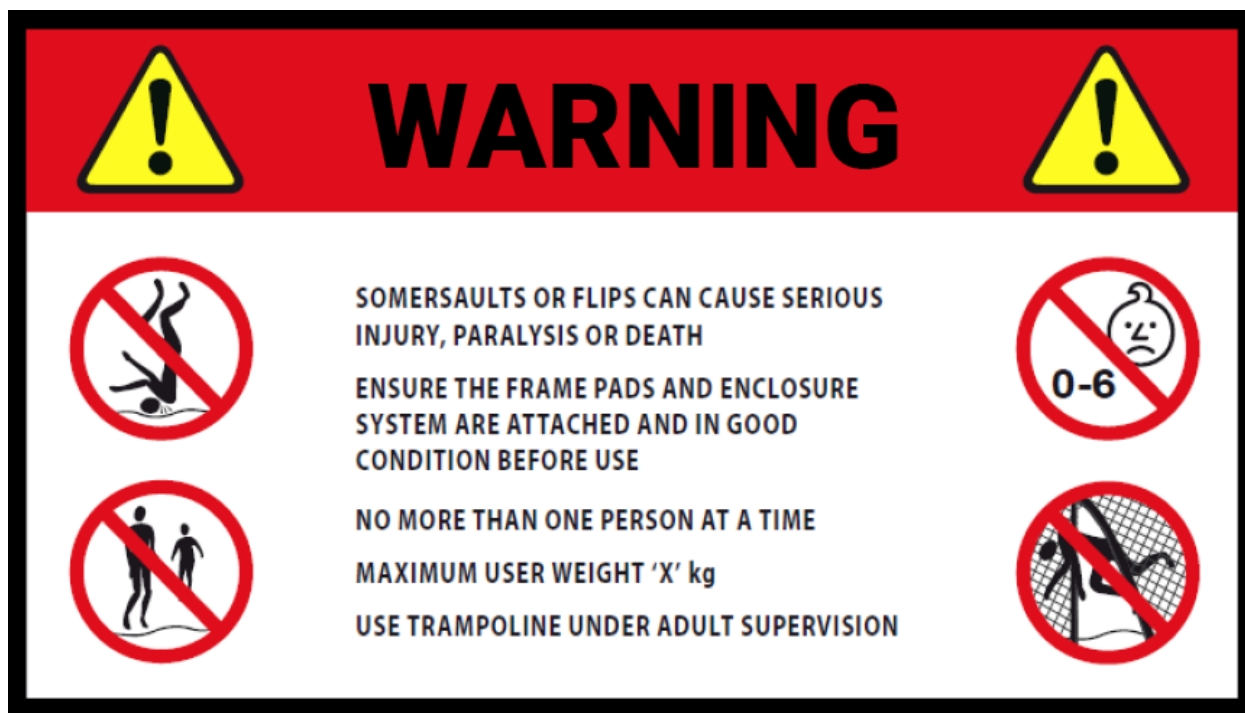 WARNING
SOMERSAULTS OR FLIPS CAN CAUSE SERIOUS
INJURY, PARALYSIS OR DEATH
ENSURE THE FRAME PADS AND ENCLOSURE
SYSTEM ARE ATTACHED AND IN GOOD
CONDITION BEFORE USE
NO MORE THAN ONE PERSON AT A TIME
MAXIMUM USER WEIGHT ‘X’ kg
USE TRAMPOLINE UNDER ADULT SUPERVISION
0-6